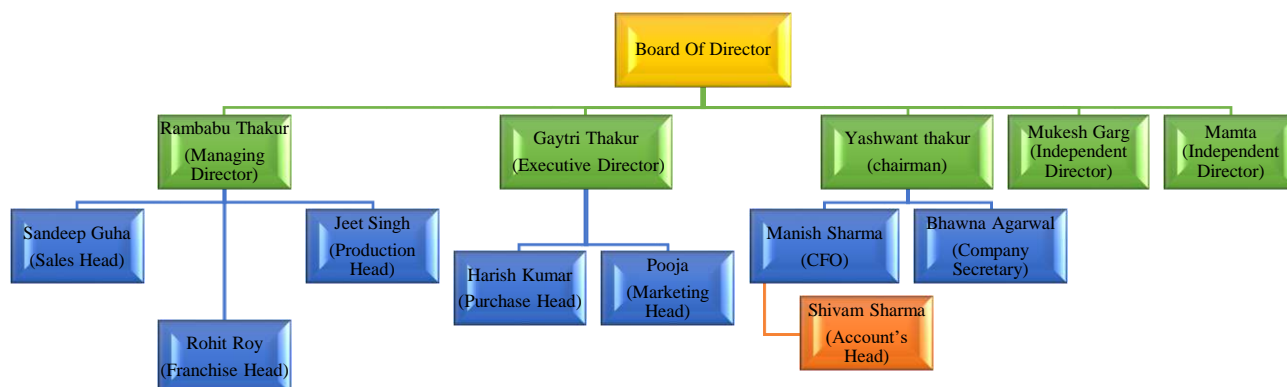 Board Of Director
Rambabu Thakur
(Managing
Director)
Gaytri Thakur
(Executive Director)
Yashwant thakur
(chairman)
Mukesh Garg
(Independent
Director)
Mamta
(Independent
Director)
Sandeep Guha
(Sales Head)
Jeet Singh
(Production
Head)
Harish Kumar
(Purchase Head)
Pooja
(Marketing
Head)
Manish Sharma
(CFO)
Bhawna Agarwal
(Company
Secretary)
Rohit Roy
(Franchise Head)
Shivam Sharma
(Account’s
Head)